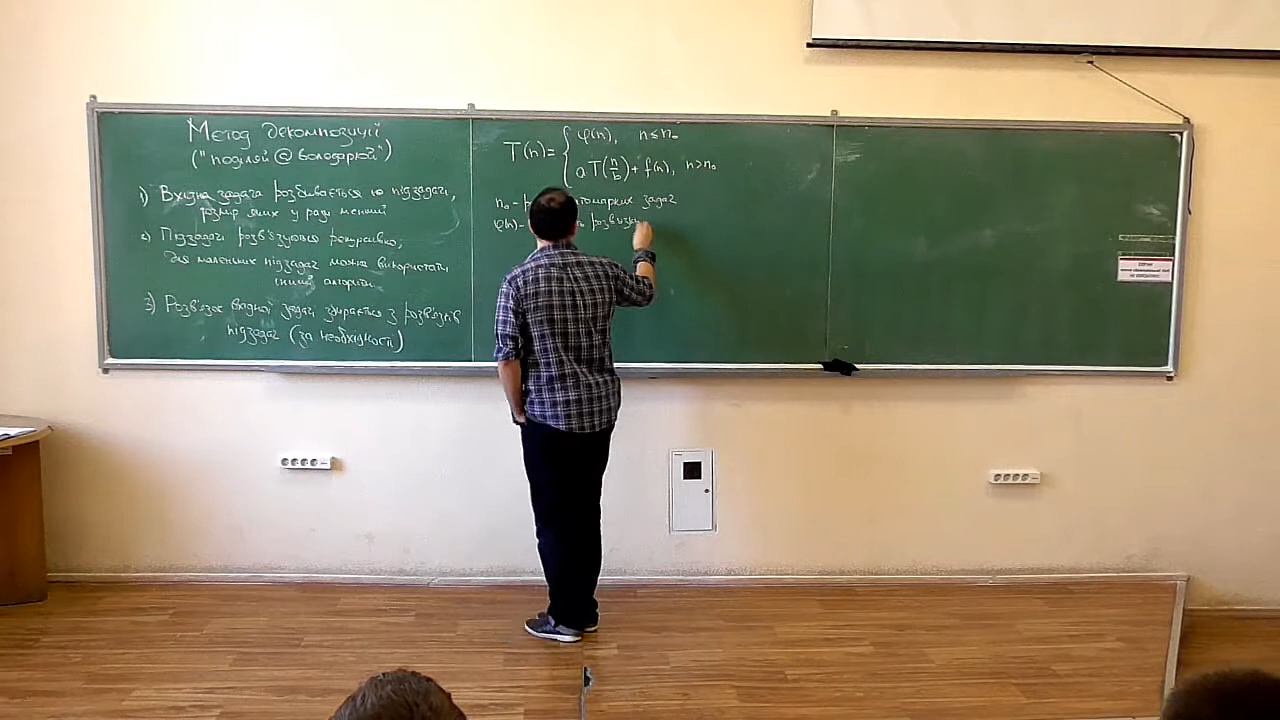 Метод декомпозиції
("поділяй @ володарюй")
1) Вхідна задача розбивається на підзадачі,
розмір яких у рази менший
2) Підзадачі розв'язуються рекурсивно,
для маленьких підзадач можна використати
інший алгоритм
3) Розв'язок вхідної задачі збирається з розв'язків
підзадач (за необхідності)
T(n)= { φ(n), n≤n₀
aT(n/b)+f(n), n>n₀
n₀ - атомарних задач
φ(n) - розв'язку